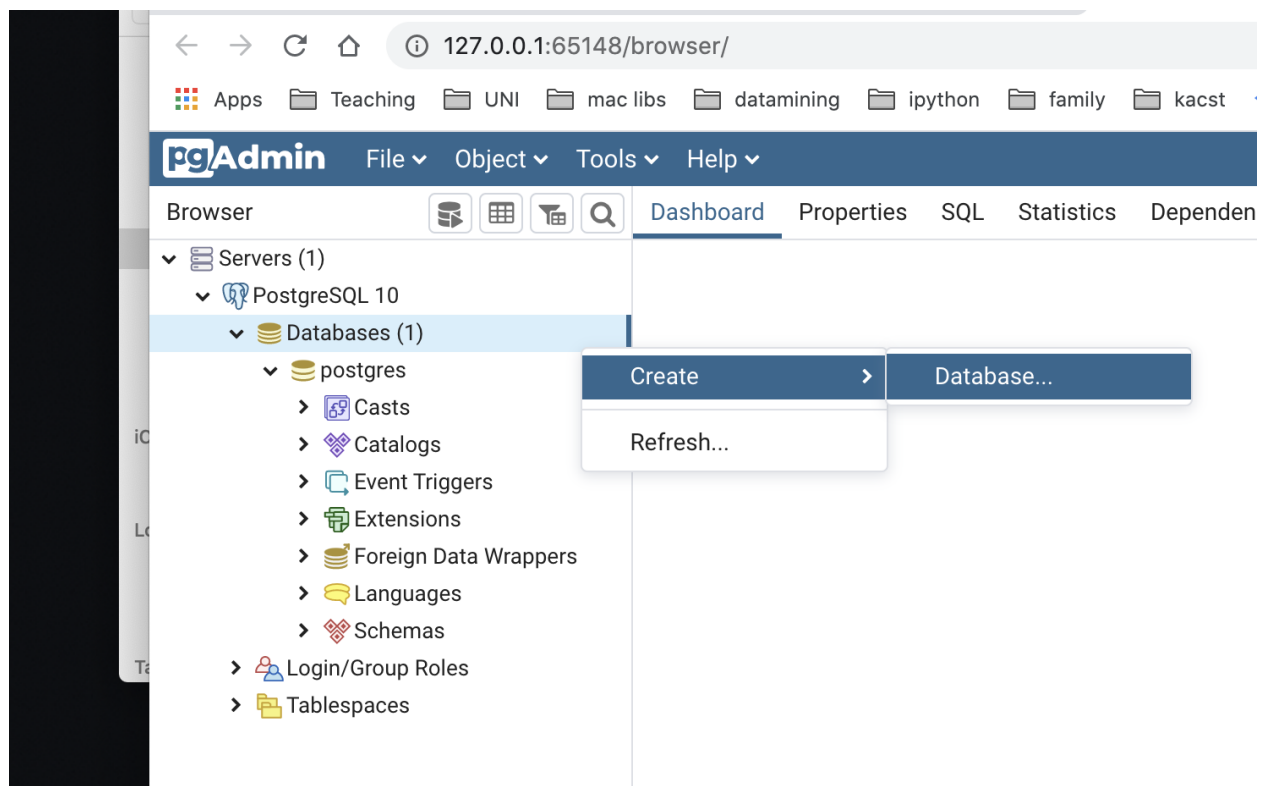 127.0.0.1:65148/browser/
Apps Teaching UNI mac libs datamining ipython family kacst
pgAdmin File Object Tools Help
Browser Dashboard Properties SQL Statistics Dependen
Servers (1)
PostgreSQL 10
Databases (1)
postgres
Create Database...
Casts
Refresh...
Catalogs
Event Triggers
Extensions
Foreign Data Wrappers
Languages
Schemas
Login/Group Roles
Tablespaces